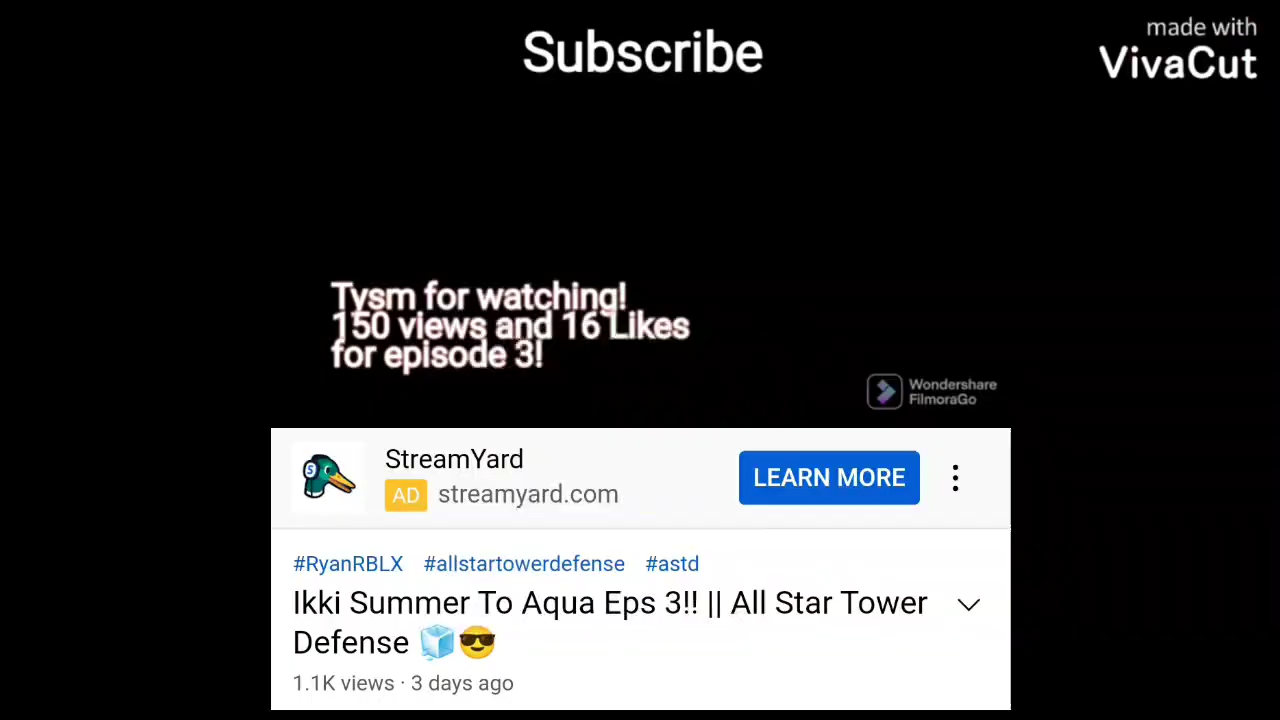 Subscribe
made with
VivaCut
Tysm for watching!
150 views and 16 Likes
for episode 3!
Wondershare
FilmoraGo
S
StreamYard
AD streamyard.com
LEARN MORE
#RyanRBLX #allstartowerdefense #astd
Ikki Summer To Aqua Eps 3!! || All Star Tower
Defense 🧊😎
1.1K views · 3 days ago